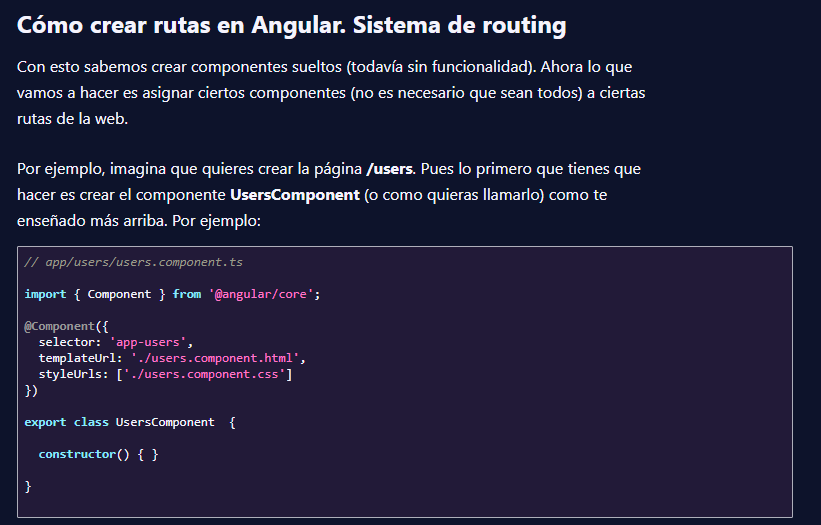 Cómo crear rutas en Angular. Sistema de routing
Con esto sabemos crear componentes sueltos (todavía sin funcionalidad). Ahora lo que
vamos a hacer es asignar ciertos componentes (no es necesario que sean todos) a ciertas
rutas de la web.
Por ejemplo, imagina que quieres crear la página /users. Pues lo primero que tienes que
hacer es crear el componente UsersComponent (o como quieras llamarlo) como te
enseñado más arriba. Por ejemplo:
// app/users/users.component.ts
import { Component } from '@angular/core';
@Component({
  selector: 'app-users',
  templateUrl: './users.component.html',
  styleUrls: ['./users.component.css']
})
export class UsersComponent  {
  constructor() { }
}